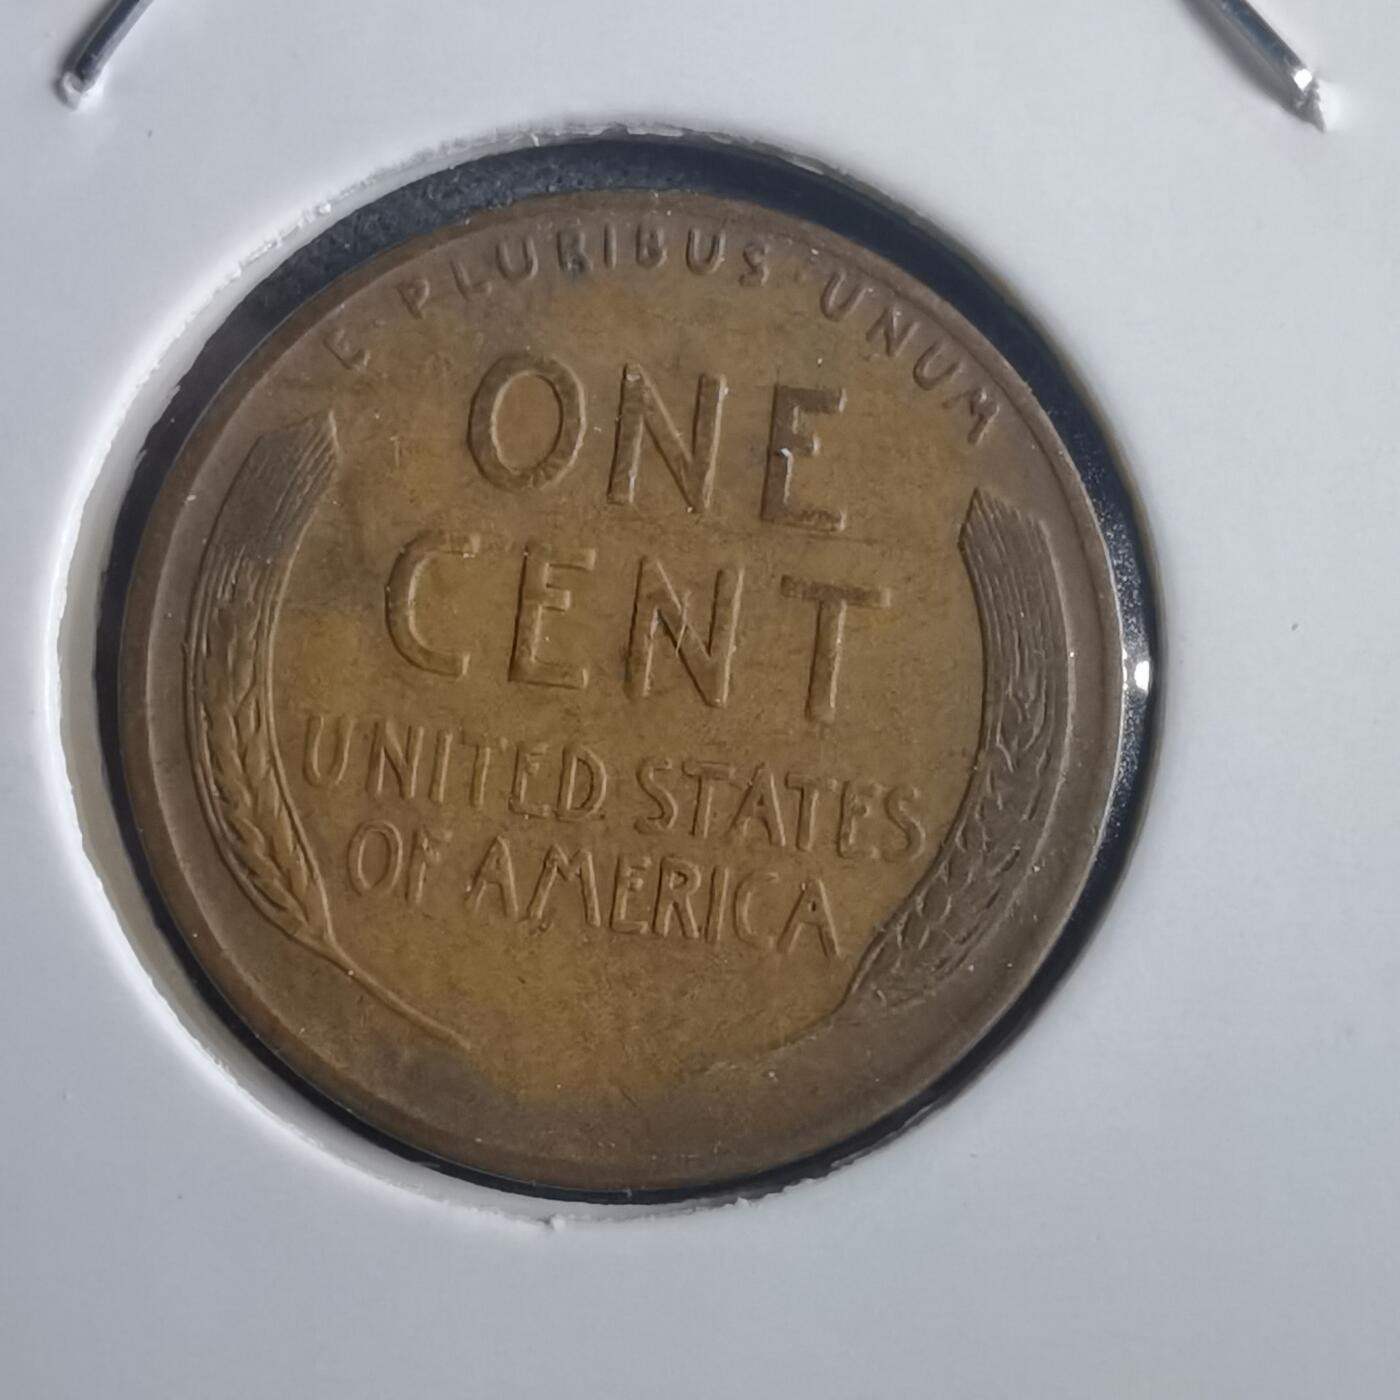 E·PLURIBUS·UNUM
ONE
CENT
UNITED STATES
OF AMERICA